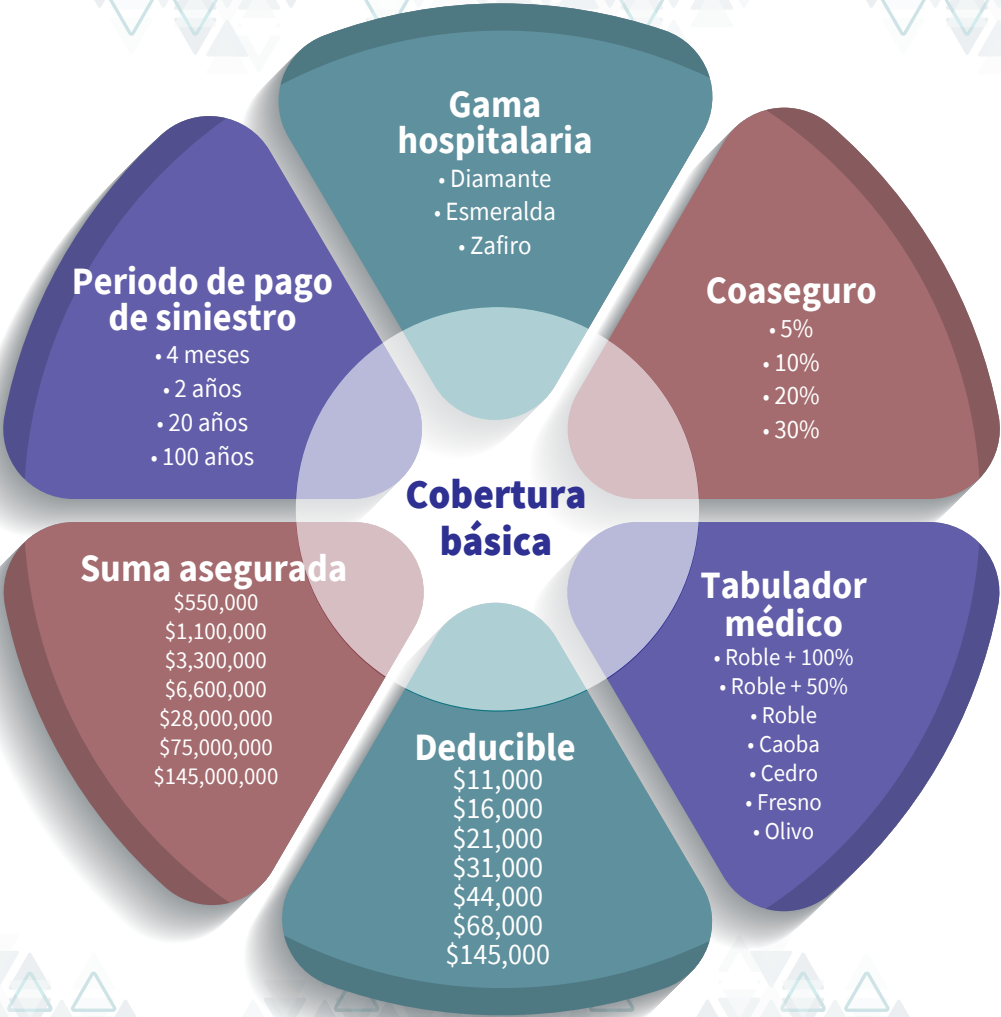 Gama
hospitalaria
• Diamante
• Esmeralda
• Zafiro
Coaseguro
• 5%
• 10%
• 20%
• 30%
Tabulador
médico
• Roble + 100%
• Roble + 50%
• Roble
• Caoba
• Cedro
• Fresno
• Olivo
Deducible
$11,000
$16,000
$21,000
$31,000
$44,000
$68,000
$145,000
Suma asegurada
$550,000
$1,100,000
$3,300,000
$6,600,000
$28,000,000
$75,000,000
$145,000,000
Periodo de pago
de siniestro
• 4 meses
• 2 años
• 20 años
• 100 años
Cobertura
básica